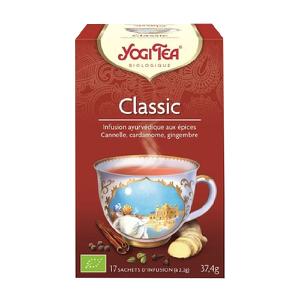 YOGI TEA
BIOLOGIQUE
Classic
Infusion ayurvédique aux épices
Cannelle, cardamome, gingembre
17 SACHETS D'INFUSION (à 2,2g) 37,4g